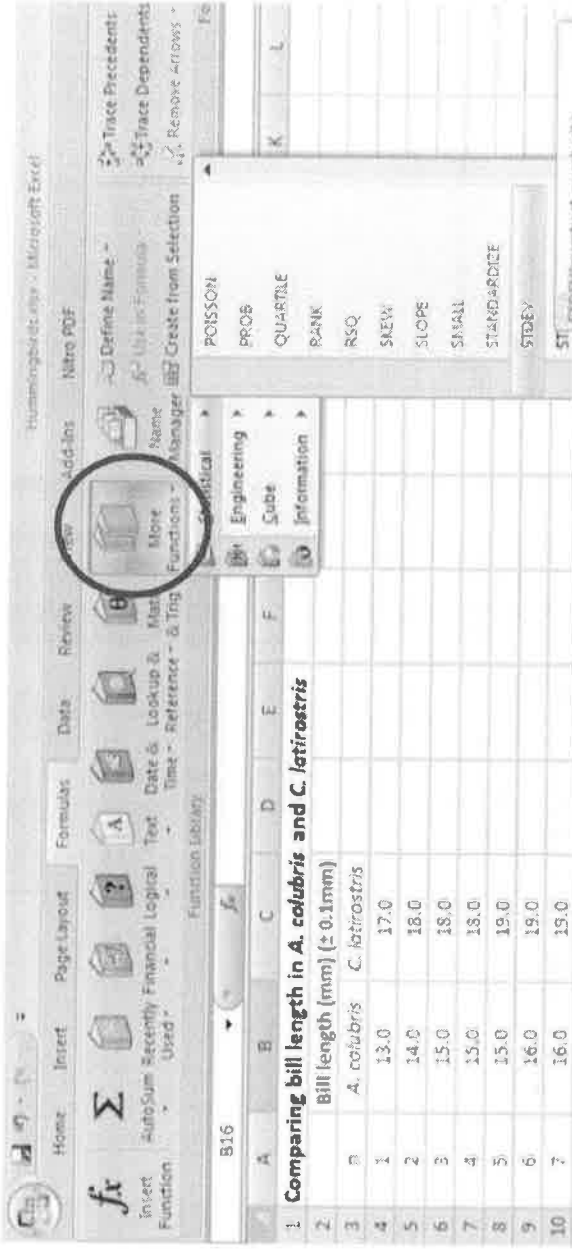 Hummingbirds.xlsx - Microsoft Excel
Home Insert Page Layout Formulas Data Review View Add-Ins Nitro PDF
fx Insert Function
Σ AutoSum
Recently Used
Financial
Logical
Text
Date & Time
Lookup & Reference
Math & Trig
More Functions
Name Manager
Define Name
Use in Formula
Create from Selection
Trace Precedents
Trace Dependents
Remove Arrows
Function Library
B16 fx
Statistical
Engineering
Cube
Information
POISSON
PROB
QUARTILE
RANK
RSQ
SKEW
SLOPE
SMALL
STANDARDIZE
STDEV
A B C D E F K L
1 Comparing bill length in A. colubris and C. latirostris
2 Bill length (mm) (± 0.1mm)
3 n A. colubris C. latirostris
4 1 13.0 17.0
5 2 14.0 18.0
6 3 15.0 18.0
7 4 15.0 18.0
8 5 15.0 19.0
9 6 16.0 19.0
10 7 16.0 19.0